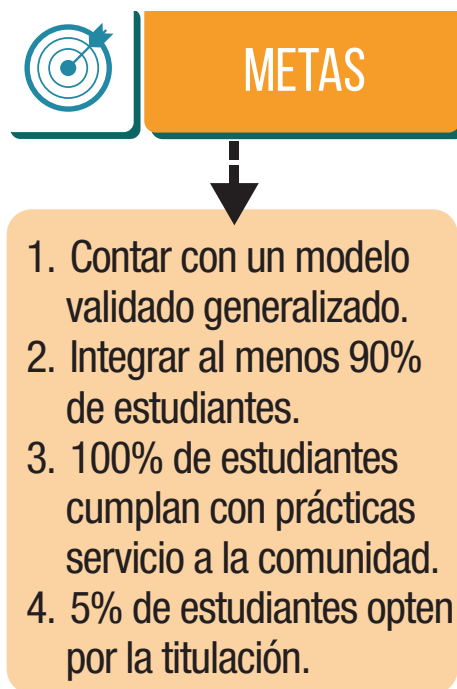 METAS
1. Contar con un modelo
validado generalizado.
2. Integrar al menos 90%
de estudiantes.
3. 100% de estudiantes
cumplan con prácticas
servicio a la comunidad.
4. 5% de estudiantes opten
por la titulación.